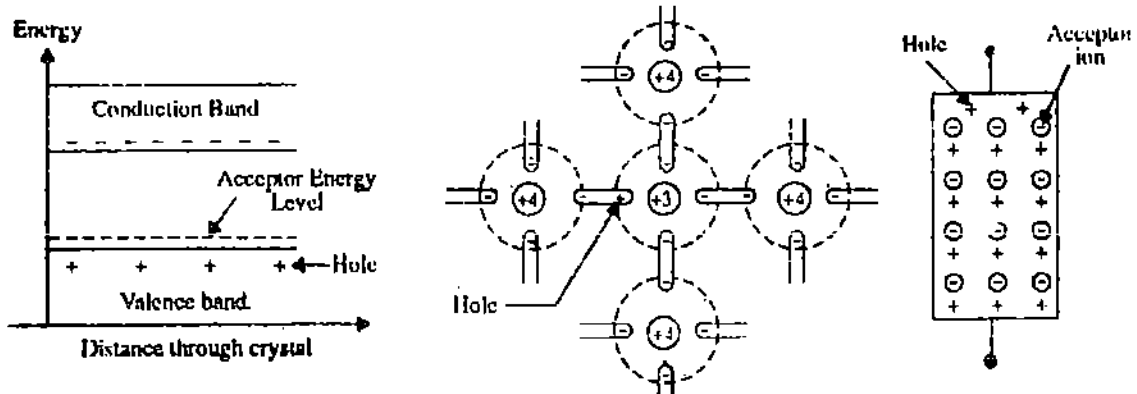 Energy
Conduction Band
Acceptor Energy
Level
Hole
Valence band.
Distance through crystal
+4
+4
+3
+4
+4
Hole
Hole
Acceptor
ion